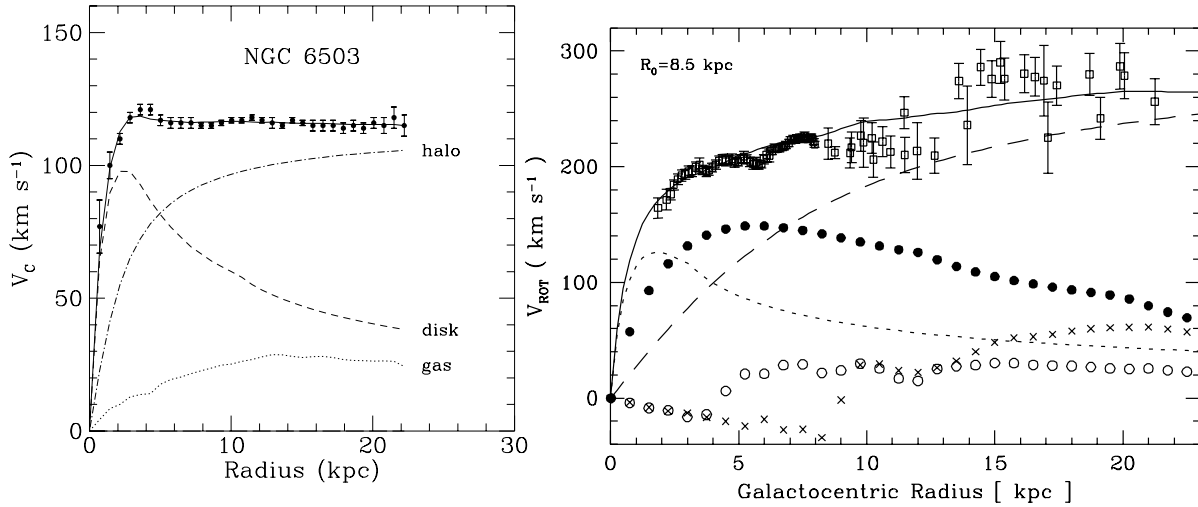 NGC 6503
150
100
50
0
V_C (km s⁻¹)
halo
disk
gas
0 10 20 30
Radius (kpc)
R₀=8.5 kpc
300
200
100
0
V_ROT ( km s⁻¹)
0 5 10 15 20
Galactocentric Radius [ kpc ]